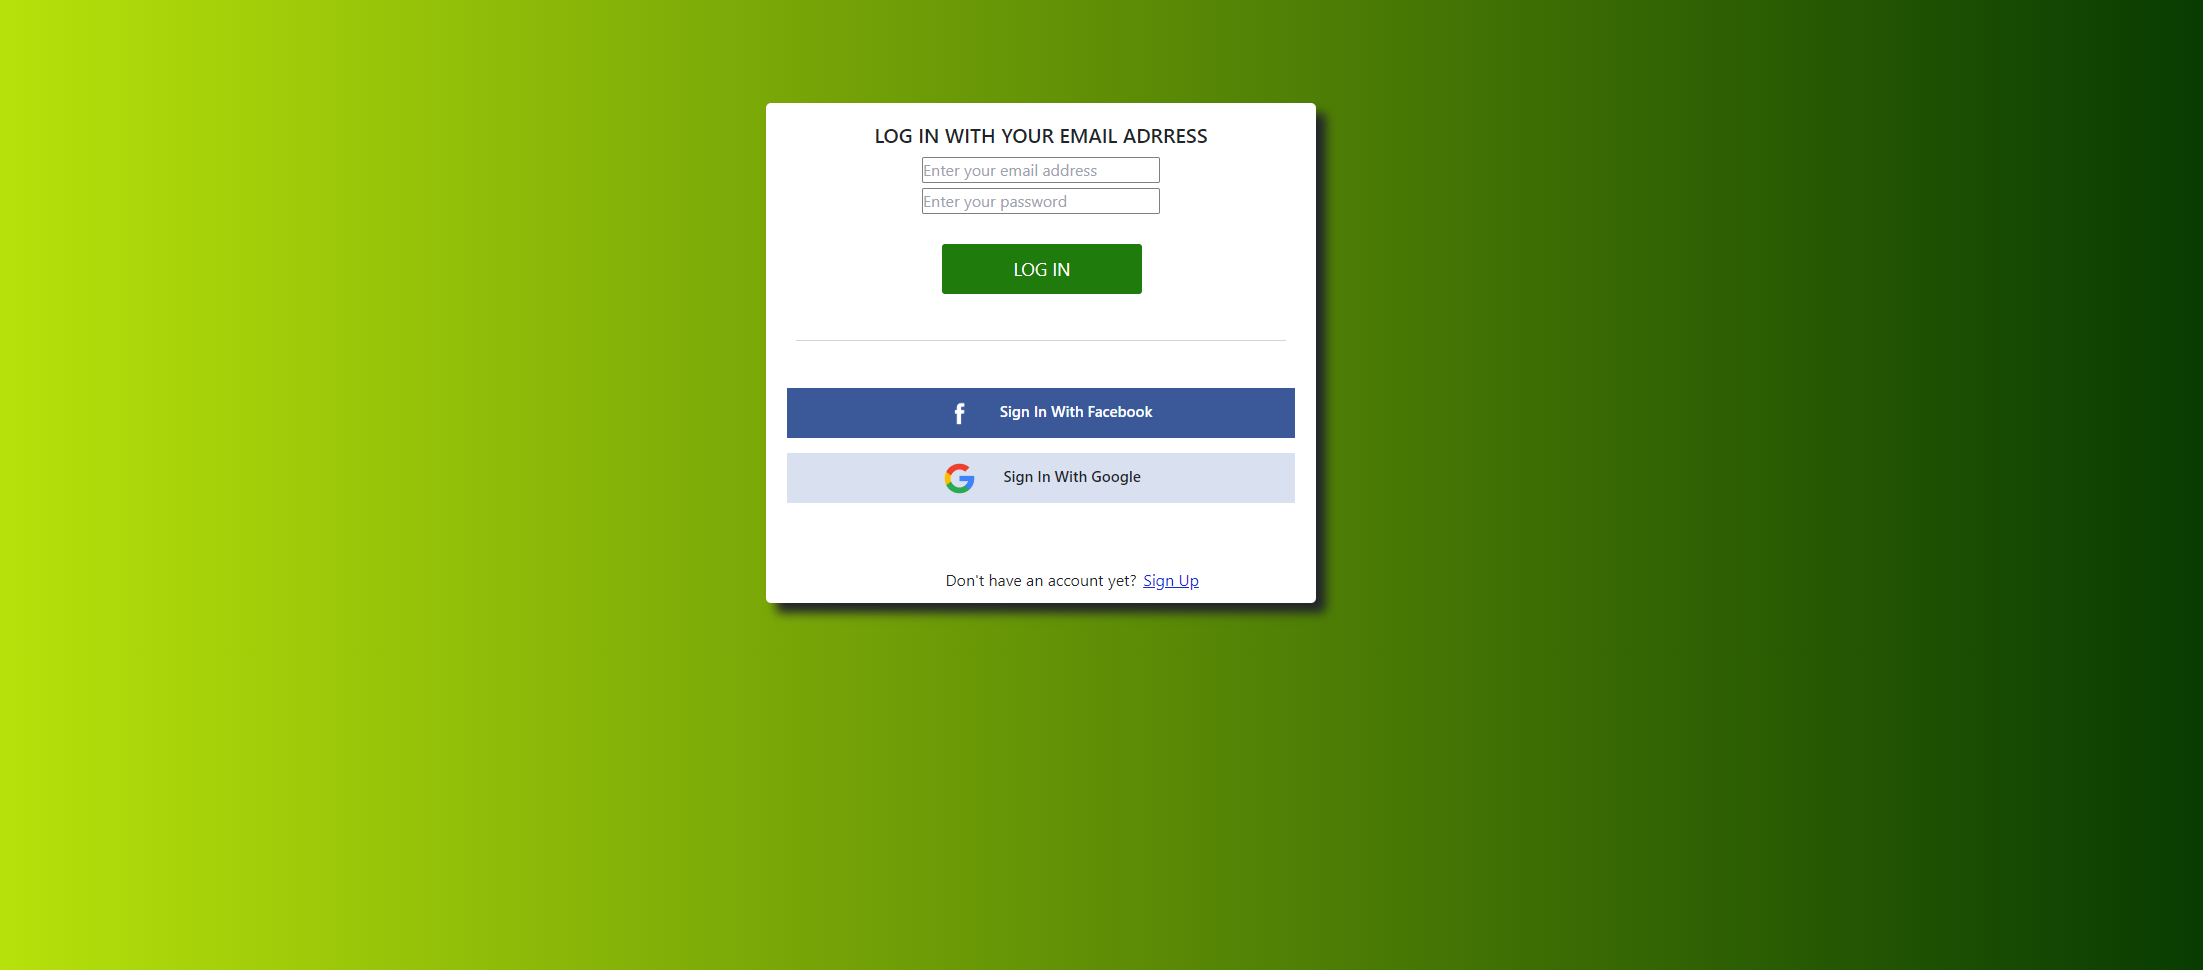 LOG IN WITH YOUR EMAIL ADRRESS
Enter your email address
Enter your password
LOG IN
Sign In With Facebook
Sign In With Google
Don't have an account yet? Sign Up